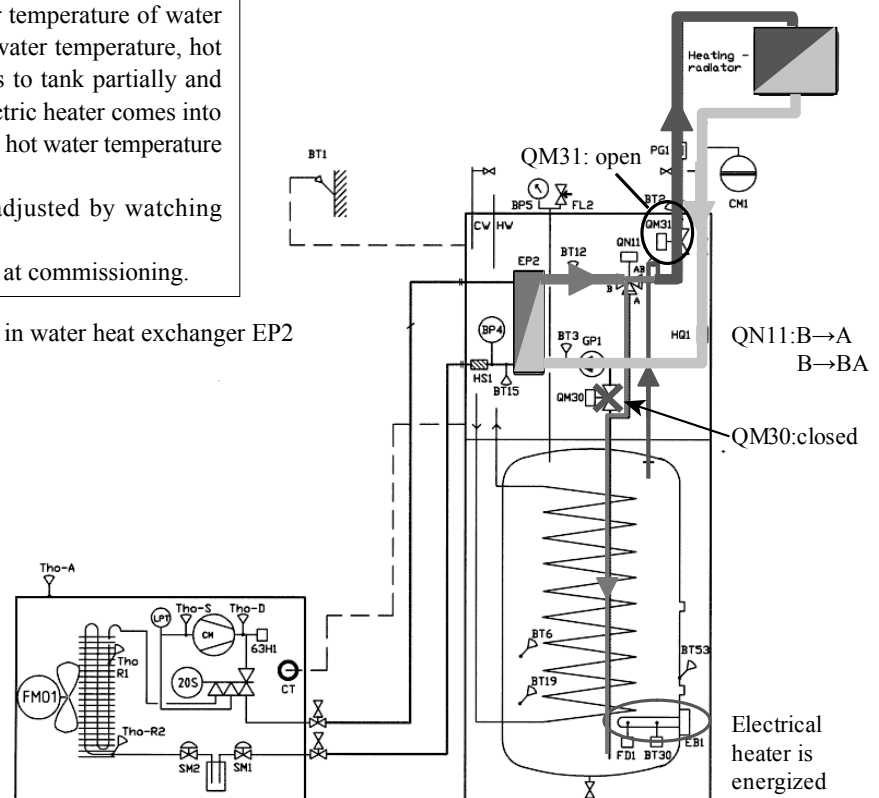 r temperature of water
water temperature, hot
s to tank partially and
etric heater comes into
hot water temperature
adjusted by watching
at commissioning.
in water heat exchanger EP2
Heating -
radiator
BT1
QM31: open
PG1
CM1
BP5
FL2
BT2
QM31
CW
HW
QN11
EP2
BT12
AB
B
A
BP4
BT3
GP1
HQ1
QN11:B→A
B→BA
HS1
BT15
QM30
QM30:closed
Tho-A
LPT
Tho-S
Tho-D
CM
63H1
Tho
R1
20S
CT
FM01
Tho-R2
SM2
SM1
BT6
BT19
BT53
FD1
BT30
EB1
Electrical
heater is
energized